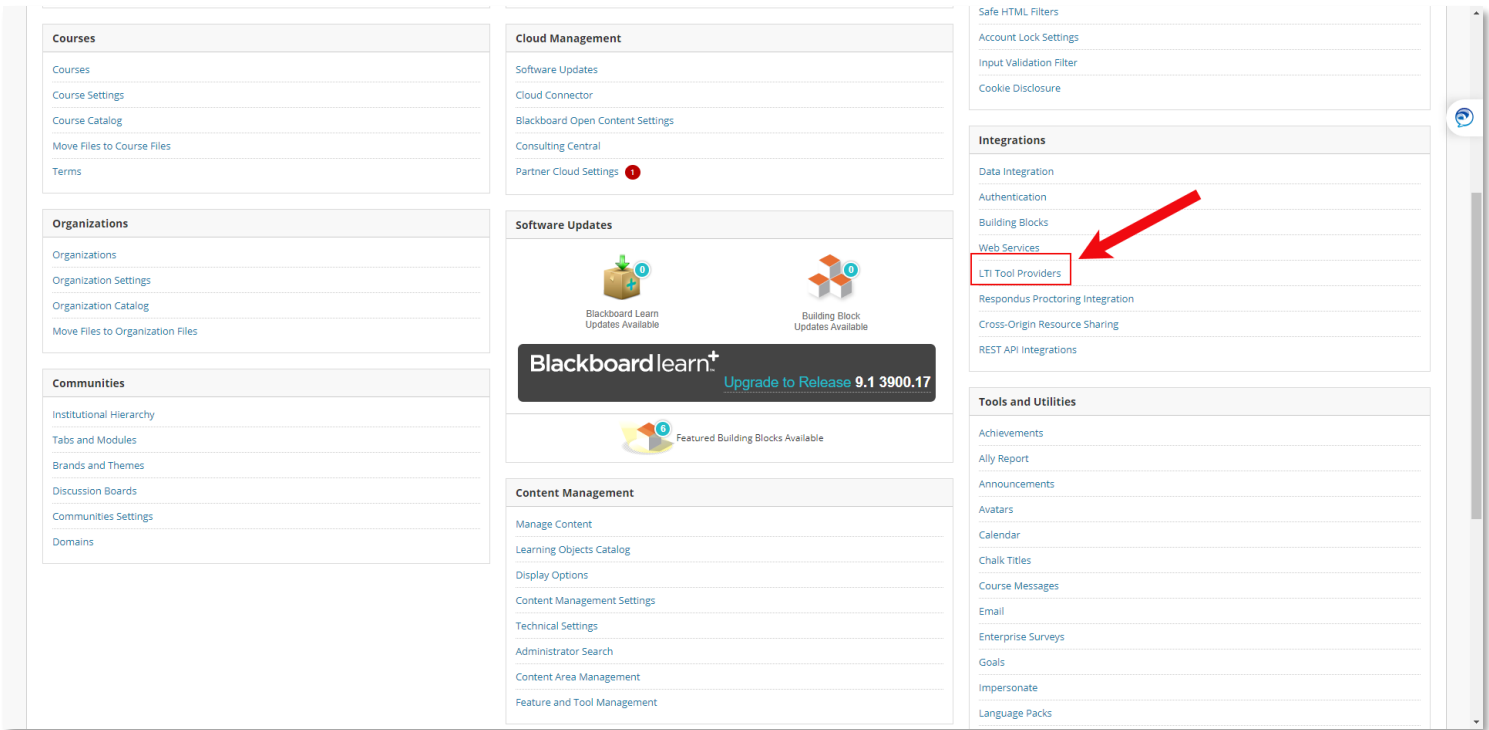 Courses
Courses
Course Settings
Course Catalog
Move Files to Course Files
Terms
Organizations
Organizations
Organization Settings
Organization Catalog
Move Files to Organization Files
Communities
Institutional Hierarchy
Tabs and Modules
Brands and Themes
Discussion Boards
Communities Settings
Domains
Cloud Management
Software Updates
Cloud Connector
Blackboard Open Content Settings
Consulting Central
Partner Cloud Settings 1
Software Updates
0
Blackboard Learn
Updates Available
0
Building Block
Updates Available
Blackboard learn+
Upgrade to Release 9.1 3900.17
6
Featured Building Blocks Available
Content Management
Manage Content
Learning Objects Catalog
Display Options
Content Management Settings
Technical Settings
Administrator Search
Content Area Management
Feature and Tool Management
Safe HTML Filters
Account Lock Settings
Input Validation Filter
Cookie Disclosure
Integrations
Data Integration
Authentication
Building Blocks
Web Services
LTI Tool Providers
Respondus Proctoring Integration
Cross-Origin Resource Sharing
REST API Integrations
Tools and Utilities
Achievements
Ally Report
Announcements
Avatars
Calendar
Chalk Titles
Course Messages
Email
Enterprise Surveys
Goals
Impersonate
Language Packs